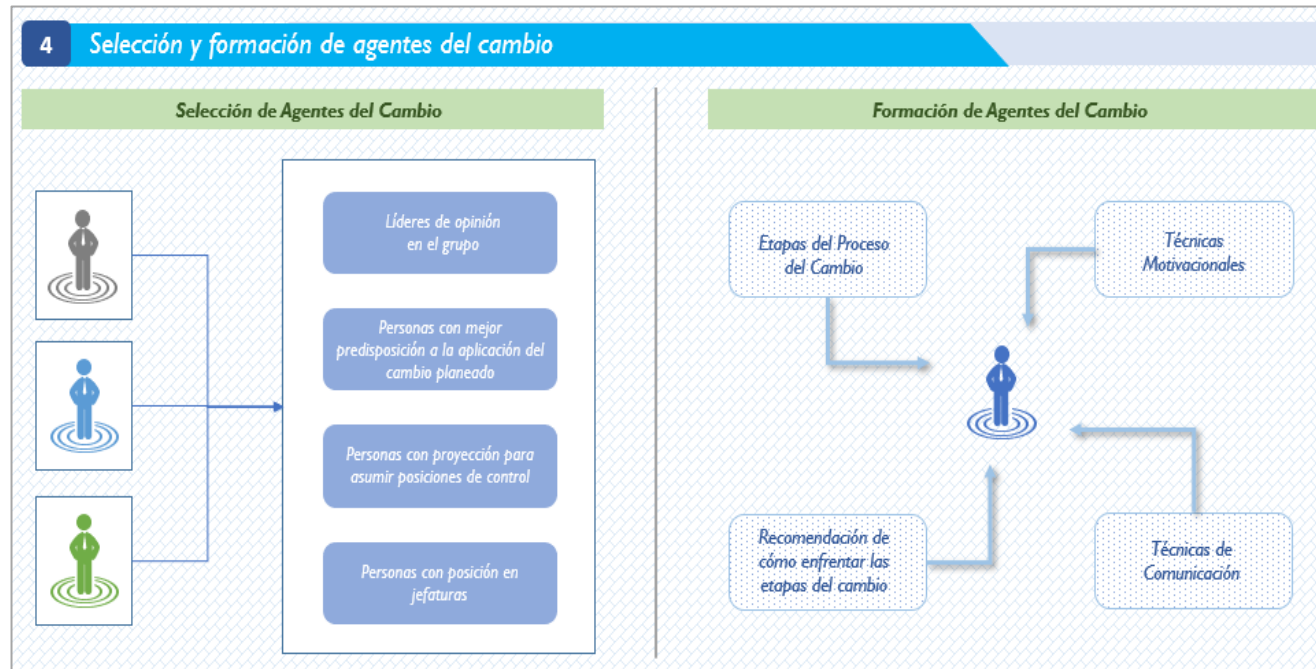 4
Selección y formación de agentes del cambio
Selección de Agentes del Cambio
Líderes de opinión
en el grupo
Personas con mejor
predisposición a la aplicación del
cambio planeado
Personas con proyección para
asumir posiciones de control
Personas con posición en
jefaturas
Formación de Agentes del Cambio
Etapas del Proceso
del Cambio
Técnicas
Motivacionales
Recomendación de
cómo enfrentar las
etapas del cambio
Técnicas de
Comunicación